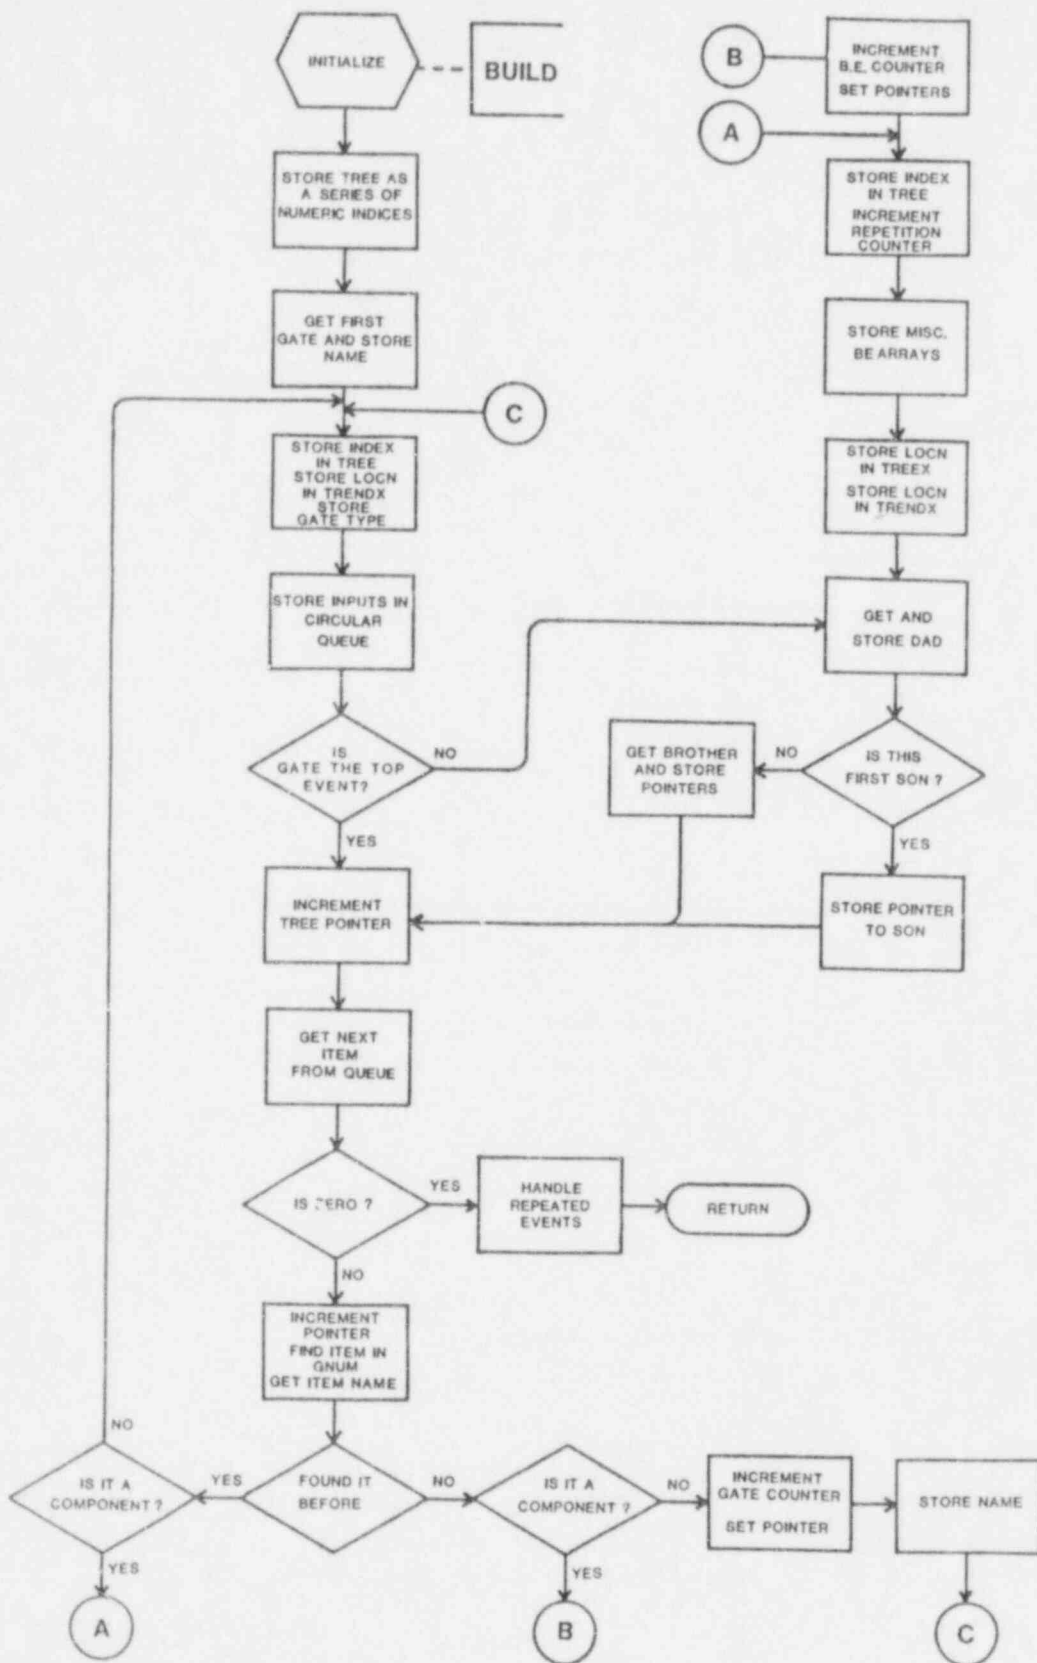 INITIALIZE
BUILD
STORE TREE AS
A SERIES OF
NUMERIC INDICES
GET FIRST
GATE AND STORE
NAME
C
STORE INDEX
IN TREE
STORE LOCN
IN TRENDX
STORE
GATE TYPE
STORE INPUTS IN
CIRCULAR
QUEUE
IS
GATE THE TOP
EVENT?
NO
YES
INCREMENT
TREE POINTER
GET NEXT
ITEM
FROM QUEUE
IS ZERO ?
YES
HANDLE
REPEATED
EVENTS
RETURN
NO
INCREMENT
POINTER
FIND ITEM IN
GNUM
GET ITEM NAME
FOUND IT
BEFORE
YES
IS IT A
COMPONENT ?
NO
YES
A
NO
IS IT A
COMPONENT ?
YES
B
NO
INCREMENT
GATE COUNTER
SET POINTER
STORE NAME
C
B
INCREMENT
B.E. COUNTER
SET POINTERS
A
STORE INDEX
IN TREE
INCREMENT
REPETITION
COUNTER
STORE MISC.
BE ARRAYS
STORE LOCN
IN TREEX
STORE LOCN
IN TRENDX
GET AND
STORE DAD
IS THIS
FIRST SON ?
NO
GET BROTHER
AND STORE
POINTERS
YES
STORE POINTER
TO SON